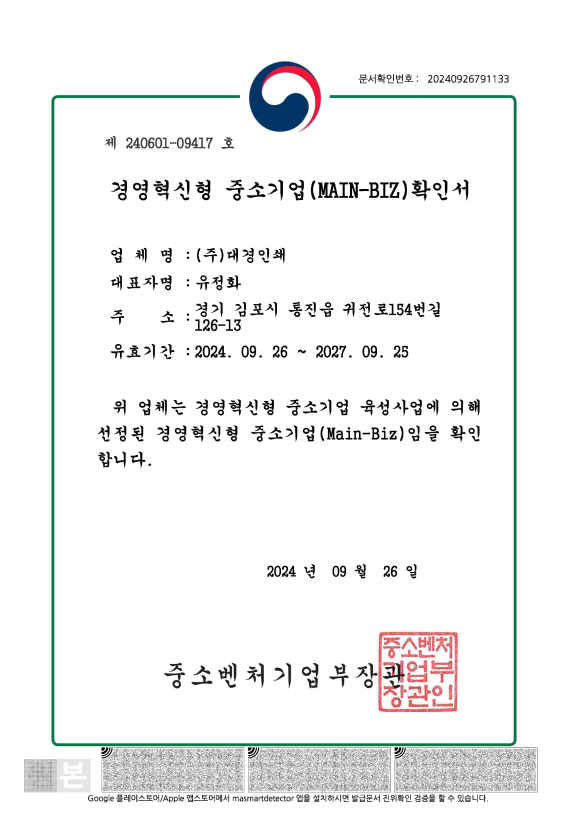 문서확인번호 : 20240926791133
제 240601-09417 호
경영혁신형 중소기업(MAIN-BIZ)확인서
업 체 명 : (주)대경인쇄
대표자명 : 유정화
주 소 : 경기 김포시 통진읍 귀전로154번길
126-13
유효기간 : 2024. 09. 26 ~ 2027. 09. 25
위 업체는 경영혁신형 중소기업 육성사업에 의해
선정된 경영혁신형 중소기업(Main-Biz)임을 확인
합니다.
2024 년 09 월 26 일
중소벤처기업부장관
중소벤처
기업부
장관인
본
Google 플레이스토어/Apple 앱스토어에서 masmartdetector 앱을 설치하시면 발급문서 진위확인 검증을 할 수 있습니다.